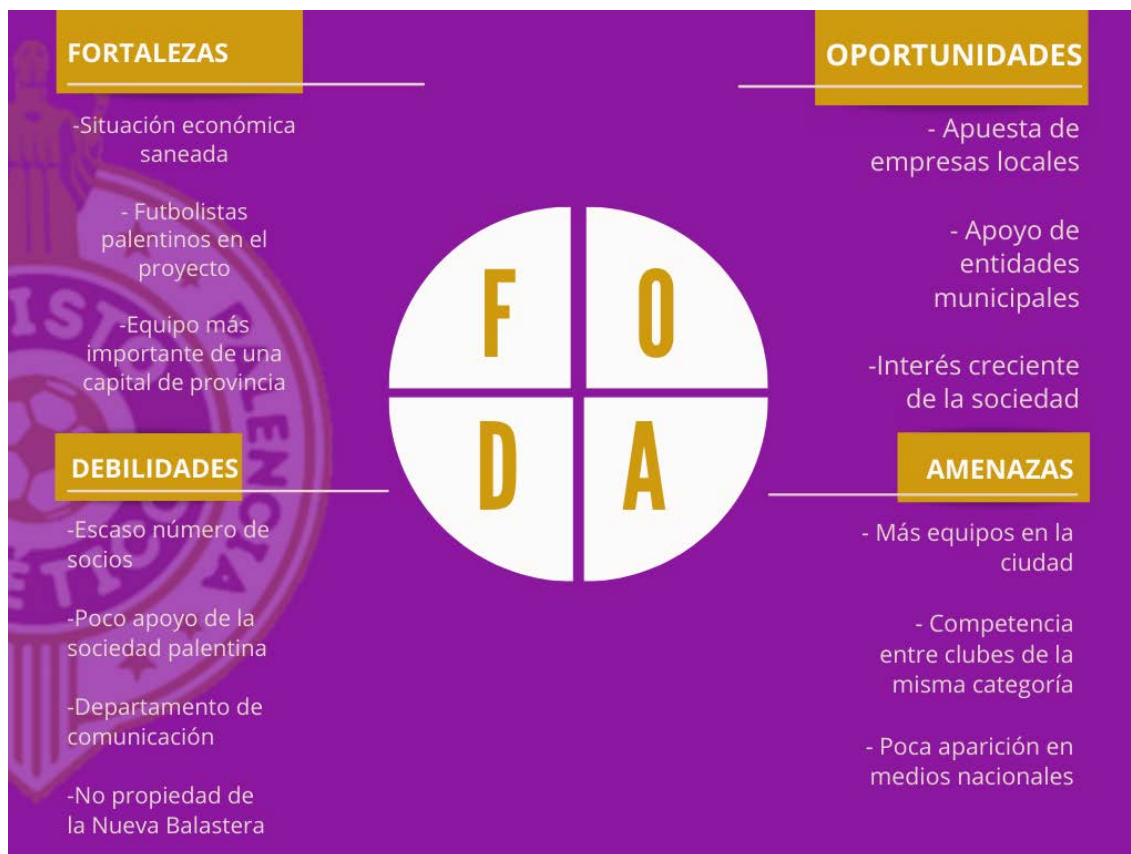 FORTALEZAS
-Situación económica
saneada
- Futbolistas
palentinos en el
proyecto
-Equipo más
importante de una
capital de provincia
OPORTUNIDADES
- Apuesta de
empresas locales
- Apoyo de
entidades
municipales
-Interés creciente
de la sociedad
F O
D A
DEBILIDADES
-Escaso número de
socios
-Poco apoyo de la
sociedad palentina
-Departamento de
comunicación
-No propiedad de
la Nueva Balastera
AMENAZAS
- Más equipos en la
ciudad
- Competencia
entre clubes de la
misma categoría
- Poca aparición en
medios nacionales
PALENCIA